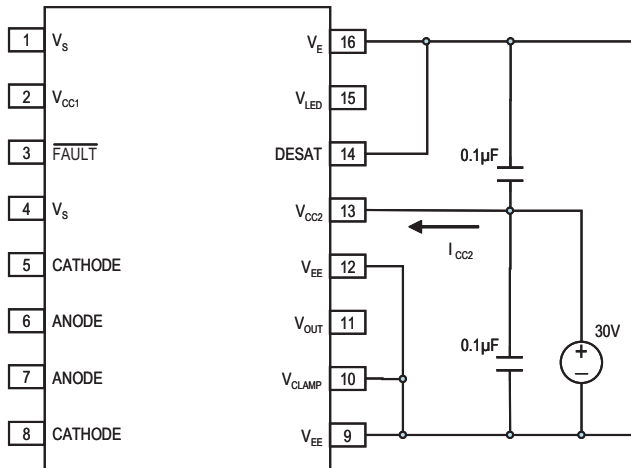 1 V_S
2 V_CC1
3 FAULT
4 V_S
5 CATHODE
6 ANODE
7 ANODE
8 CATHODE
V_E 16
V_LED 15
DESAT 14
V_CC2 13
V_EE 12
V_OUT 11
V_CLAMP 10
V_EE 9
0.1µF
I_CC2
0.1µF
30V
+
−